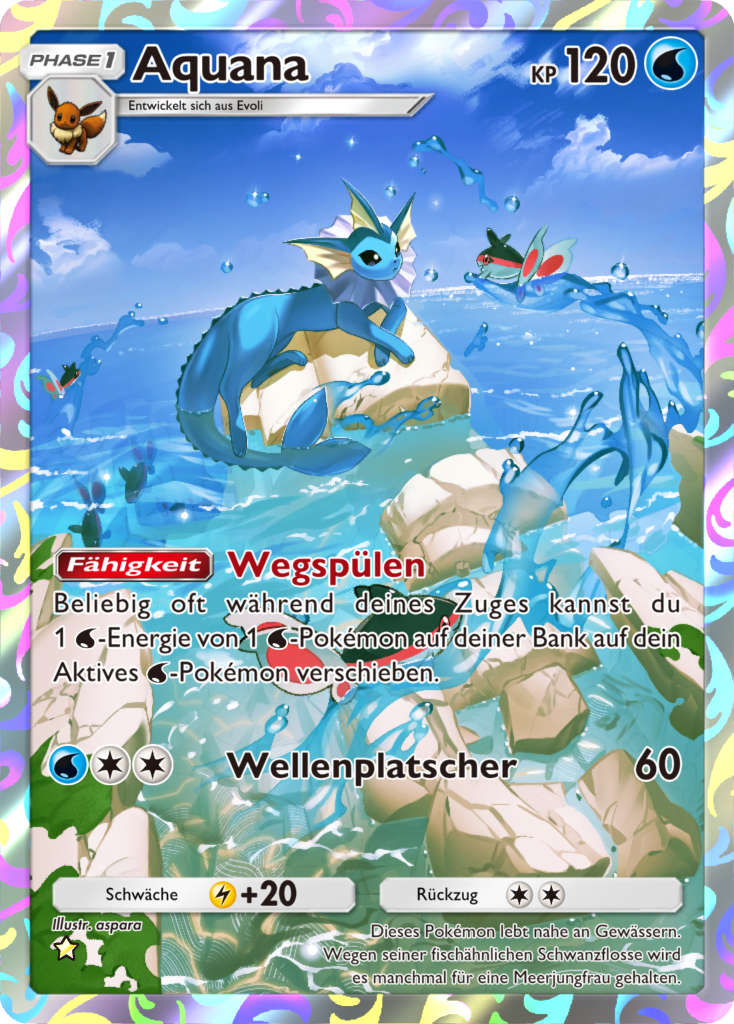 PHASE 1
Aquana
KP 120
Entwickelt sich aus Evoli
Fähigkeit Wegspülen
Beliebig oft während deines Zuges kannst du
1 -Energie von 1 -Pokémon auf deiner Bank auf dein
Aktives -Pokémon verschieben.
Wellenplatscher 60
Schwäche +20
Rückzug
Illustr. aspara
Dieses Pokémon lebt nahe an Gewässern.
Wegen seiner fischähnlichen Schwanzflosse wird
es manchmal für eine Meerjungfrau gehalten.